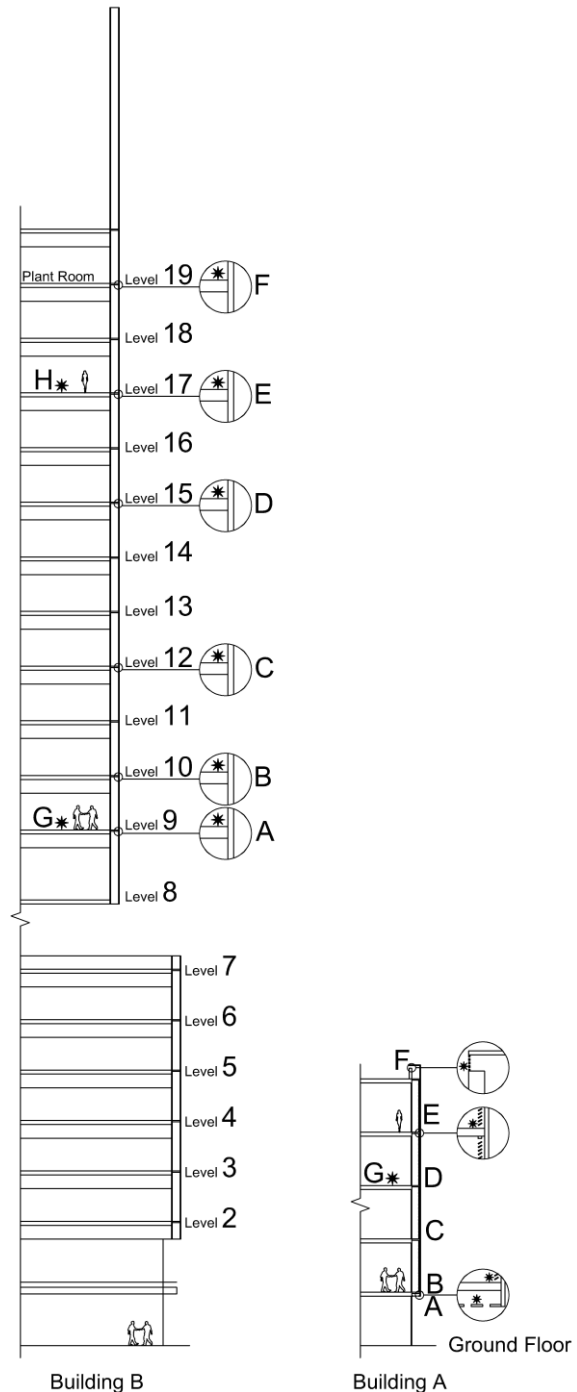 Plant Room Level 19 F
Level 18
H Level 17 E
Level 16
Level 15 D
Level 14
Level 13
Level 12 C
Level 11
Level 10 B
G Level 9 A
Level 8
Level 7
Level 6
Level 5
Level 4
Level 3
Level 2
Building B
F
E
G D
C
B
A
Ground Floor
Building A